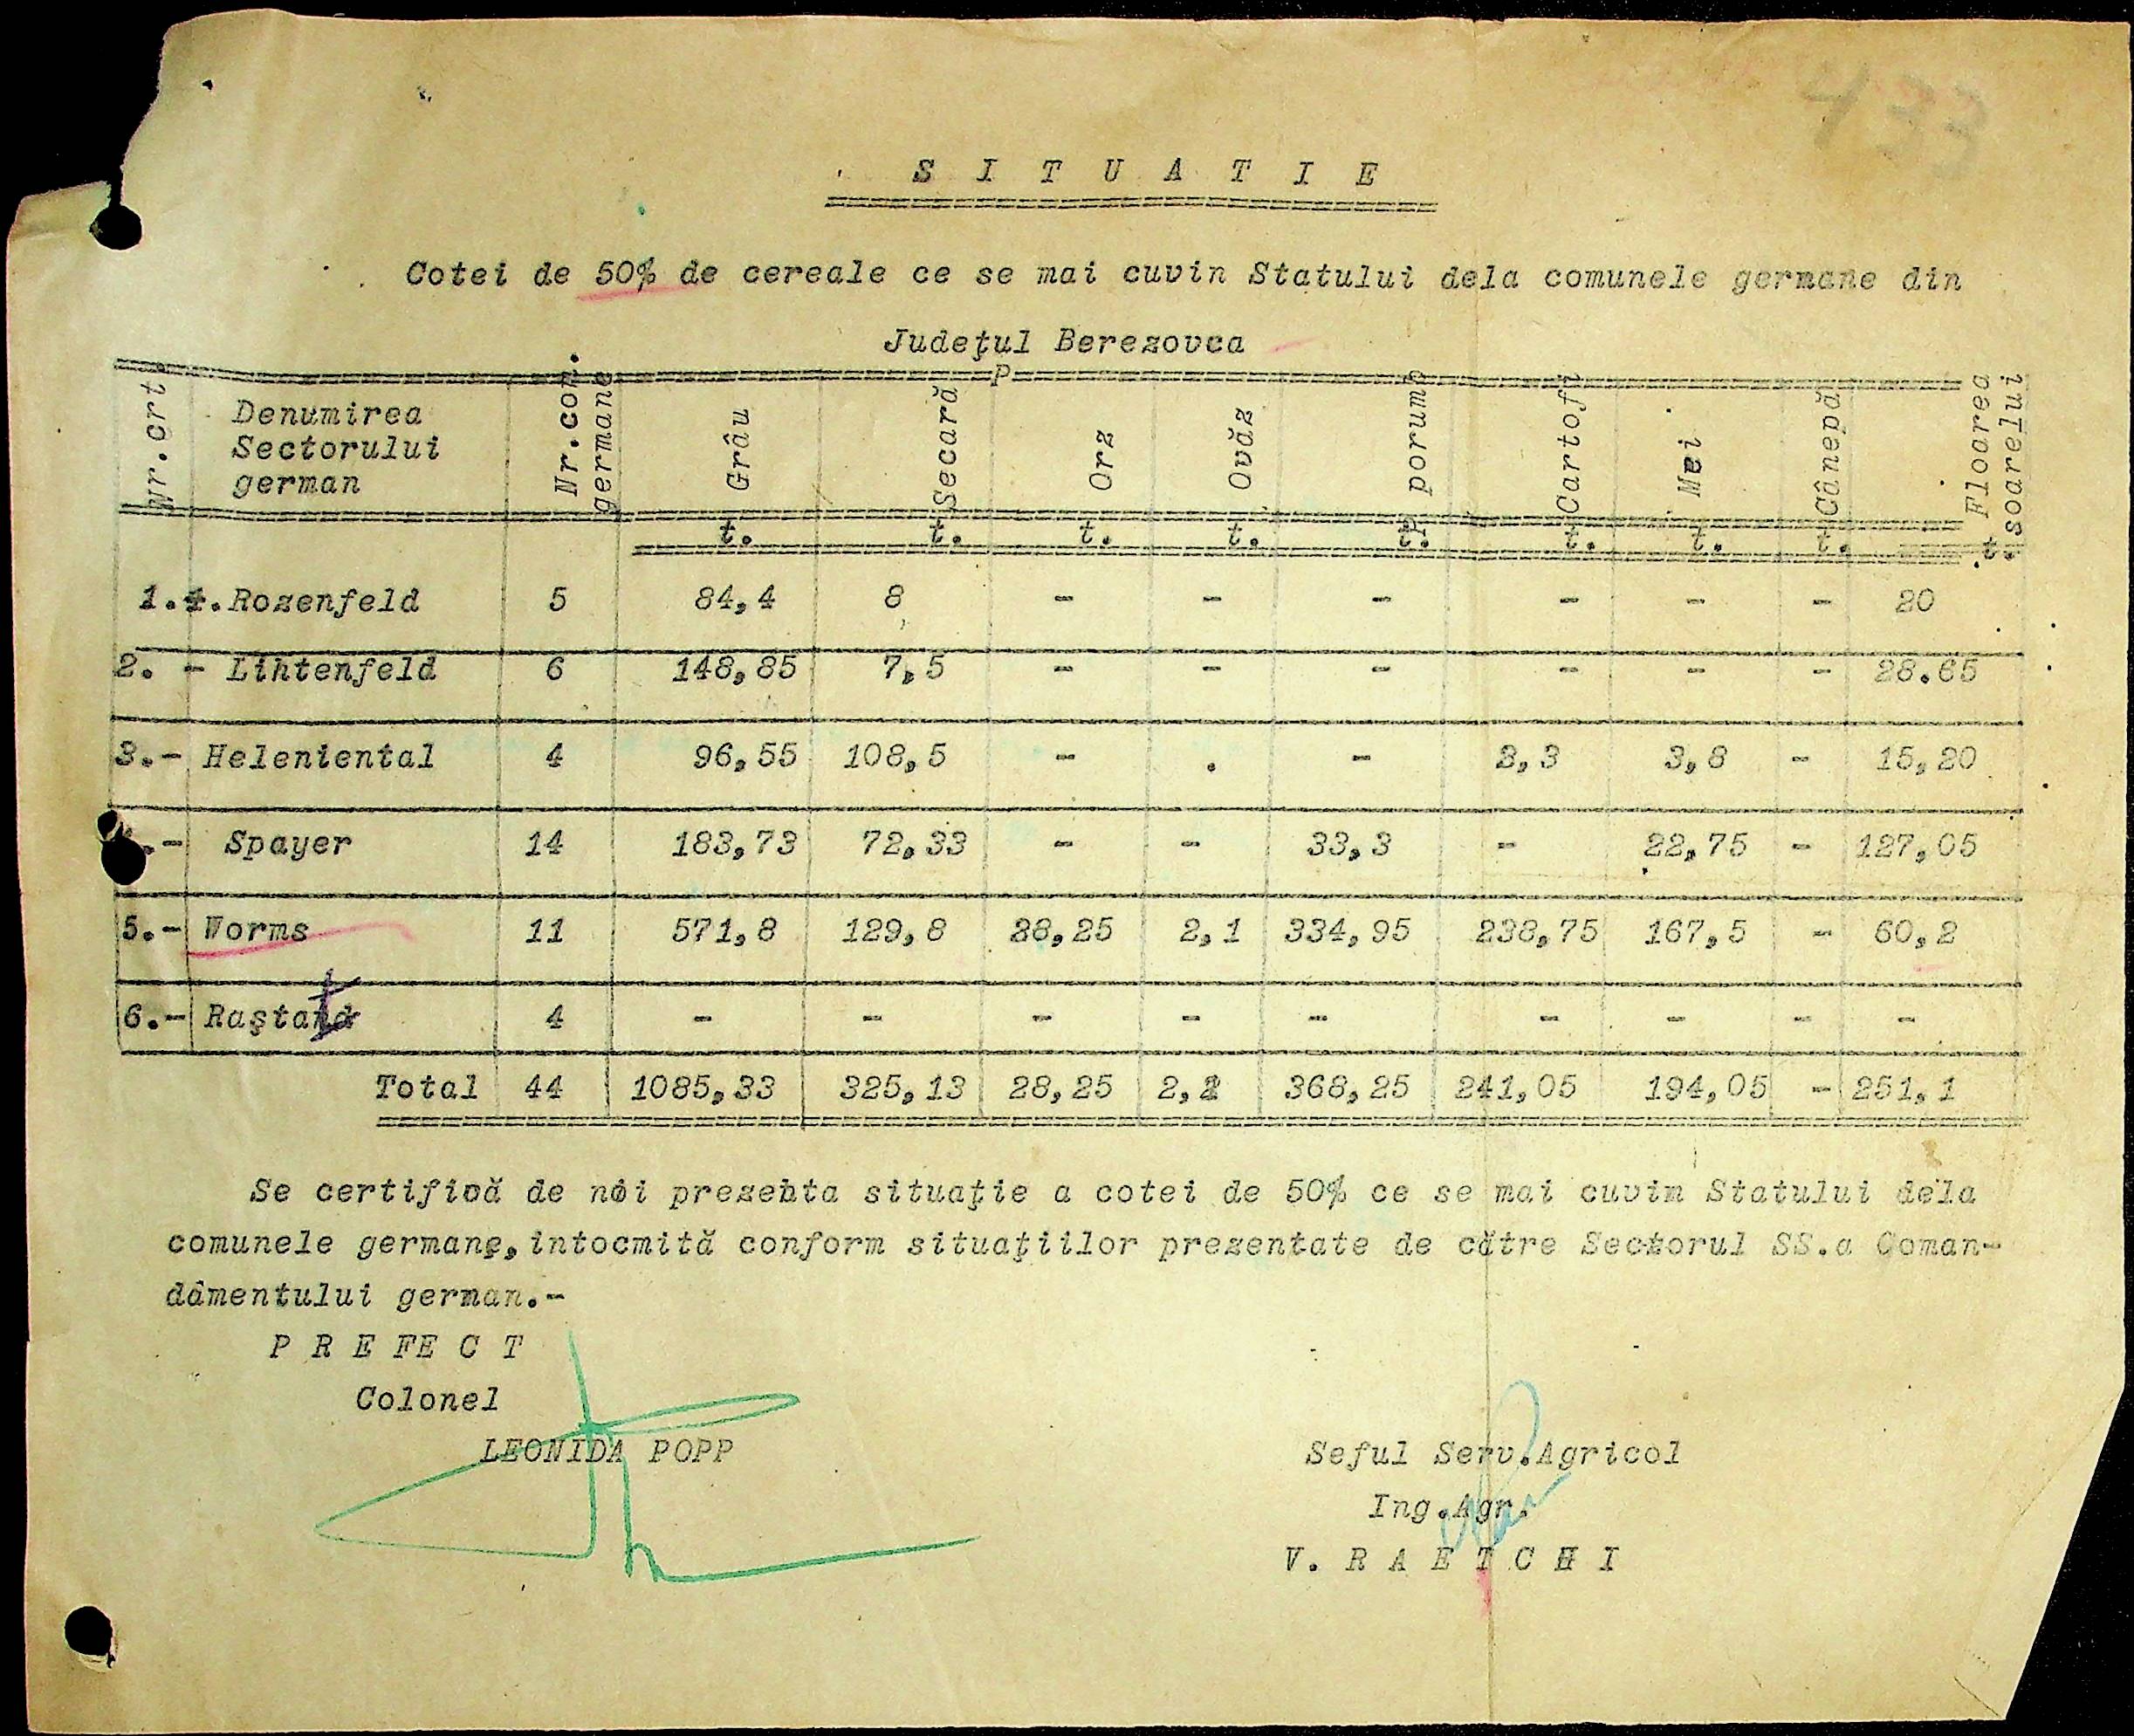 S I T U A T I E
Cotei de 50% de cereale ce se mai cuvin Statului dela comunele germane din
Judeţul Berezovca
Nr.crt. Denumirea Sectorului german Nr.com. germane Grâu Secară Orz Ovăz porumb Cartofi Mei Cânepă Floarea soarelui
t. t. t. t. t. t. t. t. t.
1. Rozenfeld 5 84,4 8 - - - - - - 20
2. - Lihtenfeld 6 148,85 7,5 - - - - - - 28.65
3.- Heleniental 4 96,55 108,5 - . - 2,3 3,8 - 15,20
.- Spayer 14 183,73 72,33 - - 33,3 - 22,75 - 127,05
5.- Worms 11 571,8 129,8 28,25 2,1 334,95 238,75 167,5 - 60,2
6.- Raştat 4 - - - - - - - - -
Total 44 1085,33 325,13 28,25 2,1 368,25 241,05 194,05 - 251,1
Se certifivă de noi prezenta situaţie a cotei de 50% ce se mai cuvim Statului dela
comunele germane, intocmită conform situaţiilor prezentate de către Sectorul SS.a Coman-
dâmentului german.-
P R E FE C T
Colonel
LEONIDA POPP
Seful Serv.Agricol
Ing.Agr.
V. R A E T C H I